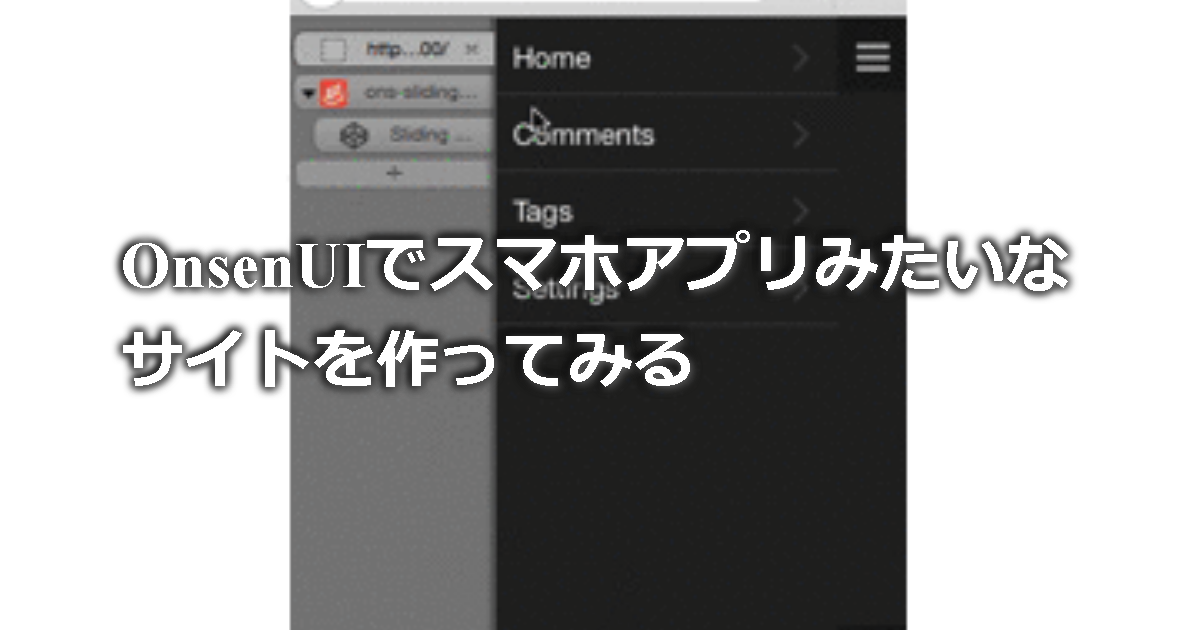 http...00/ ×
Home
ons-sliding...
Comments
Sliding ...
+
Tags
OnsenUIでスマホアプリみたいな
Settings
サイトを作ってみる